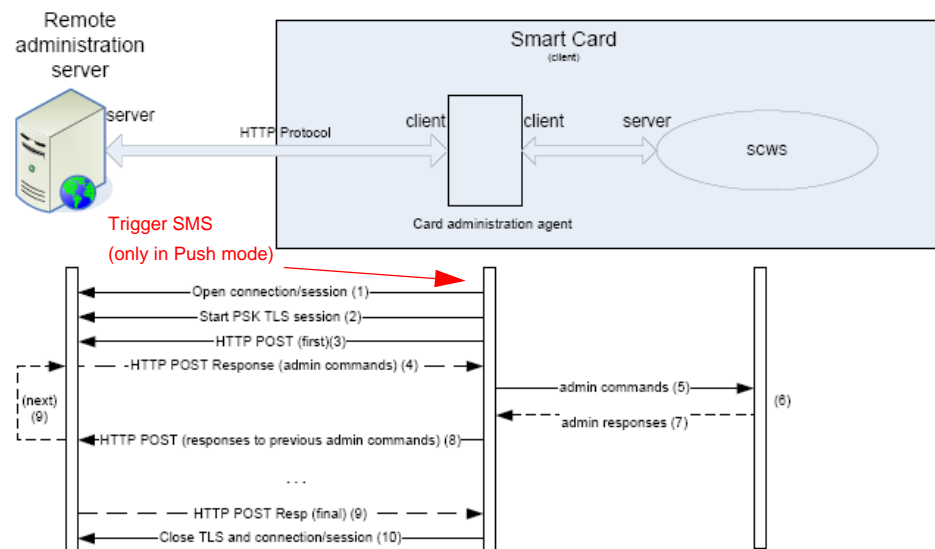 Remote
administration
server
Smart Card
(client)
server
HTTP Protocol
client
client
server
SCWS
Card administration agent
Trigger SMS
(only in Push mode)
Open connection/session (1)
Start PSK TLS session (2)
HTTP POST (first)(3)
HTTP POST Response (admin commands) (4)
admin commands (5)
(next)
(9)
(6)
admin responses (7)
HTTP POST (responses to previous admin commands) (8)
. . .
HTTP POST Resp (final) (9)
Close TLS and connection/session (10)